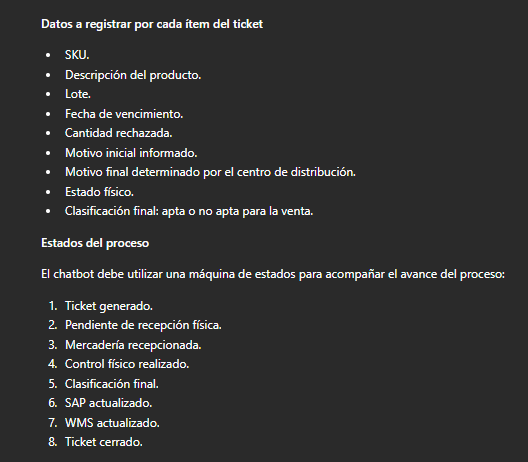 Datos a registrar por cada ítem del ticket
• SKU.
• Descripción del producto.
• Lote.
• Fecha de vencimiento.
• Cantidad rechazada.
• Motivo inicial informado.
• Motivo final determinado por el centro de distribución.
• Estado físico.
• Clasificación final: apta o no apta para la venta.
Estados del proceso
El chatbot debe utilizar una máquina de estados para acompañar el avance del proceso:
1. Ticket generado.
2. Pendiente de recepción física.
3. Mercadería recepcionada.
4. Control físico realizado.
5. Clasificación final.
6. SAP actualizado.
7. WMS actualizado.
8. Ticket cerrado.